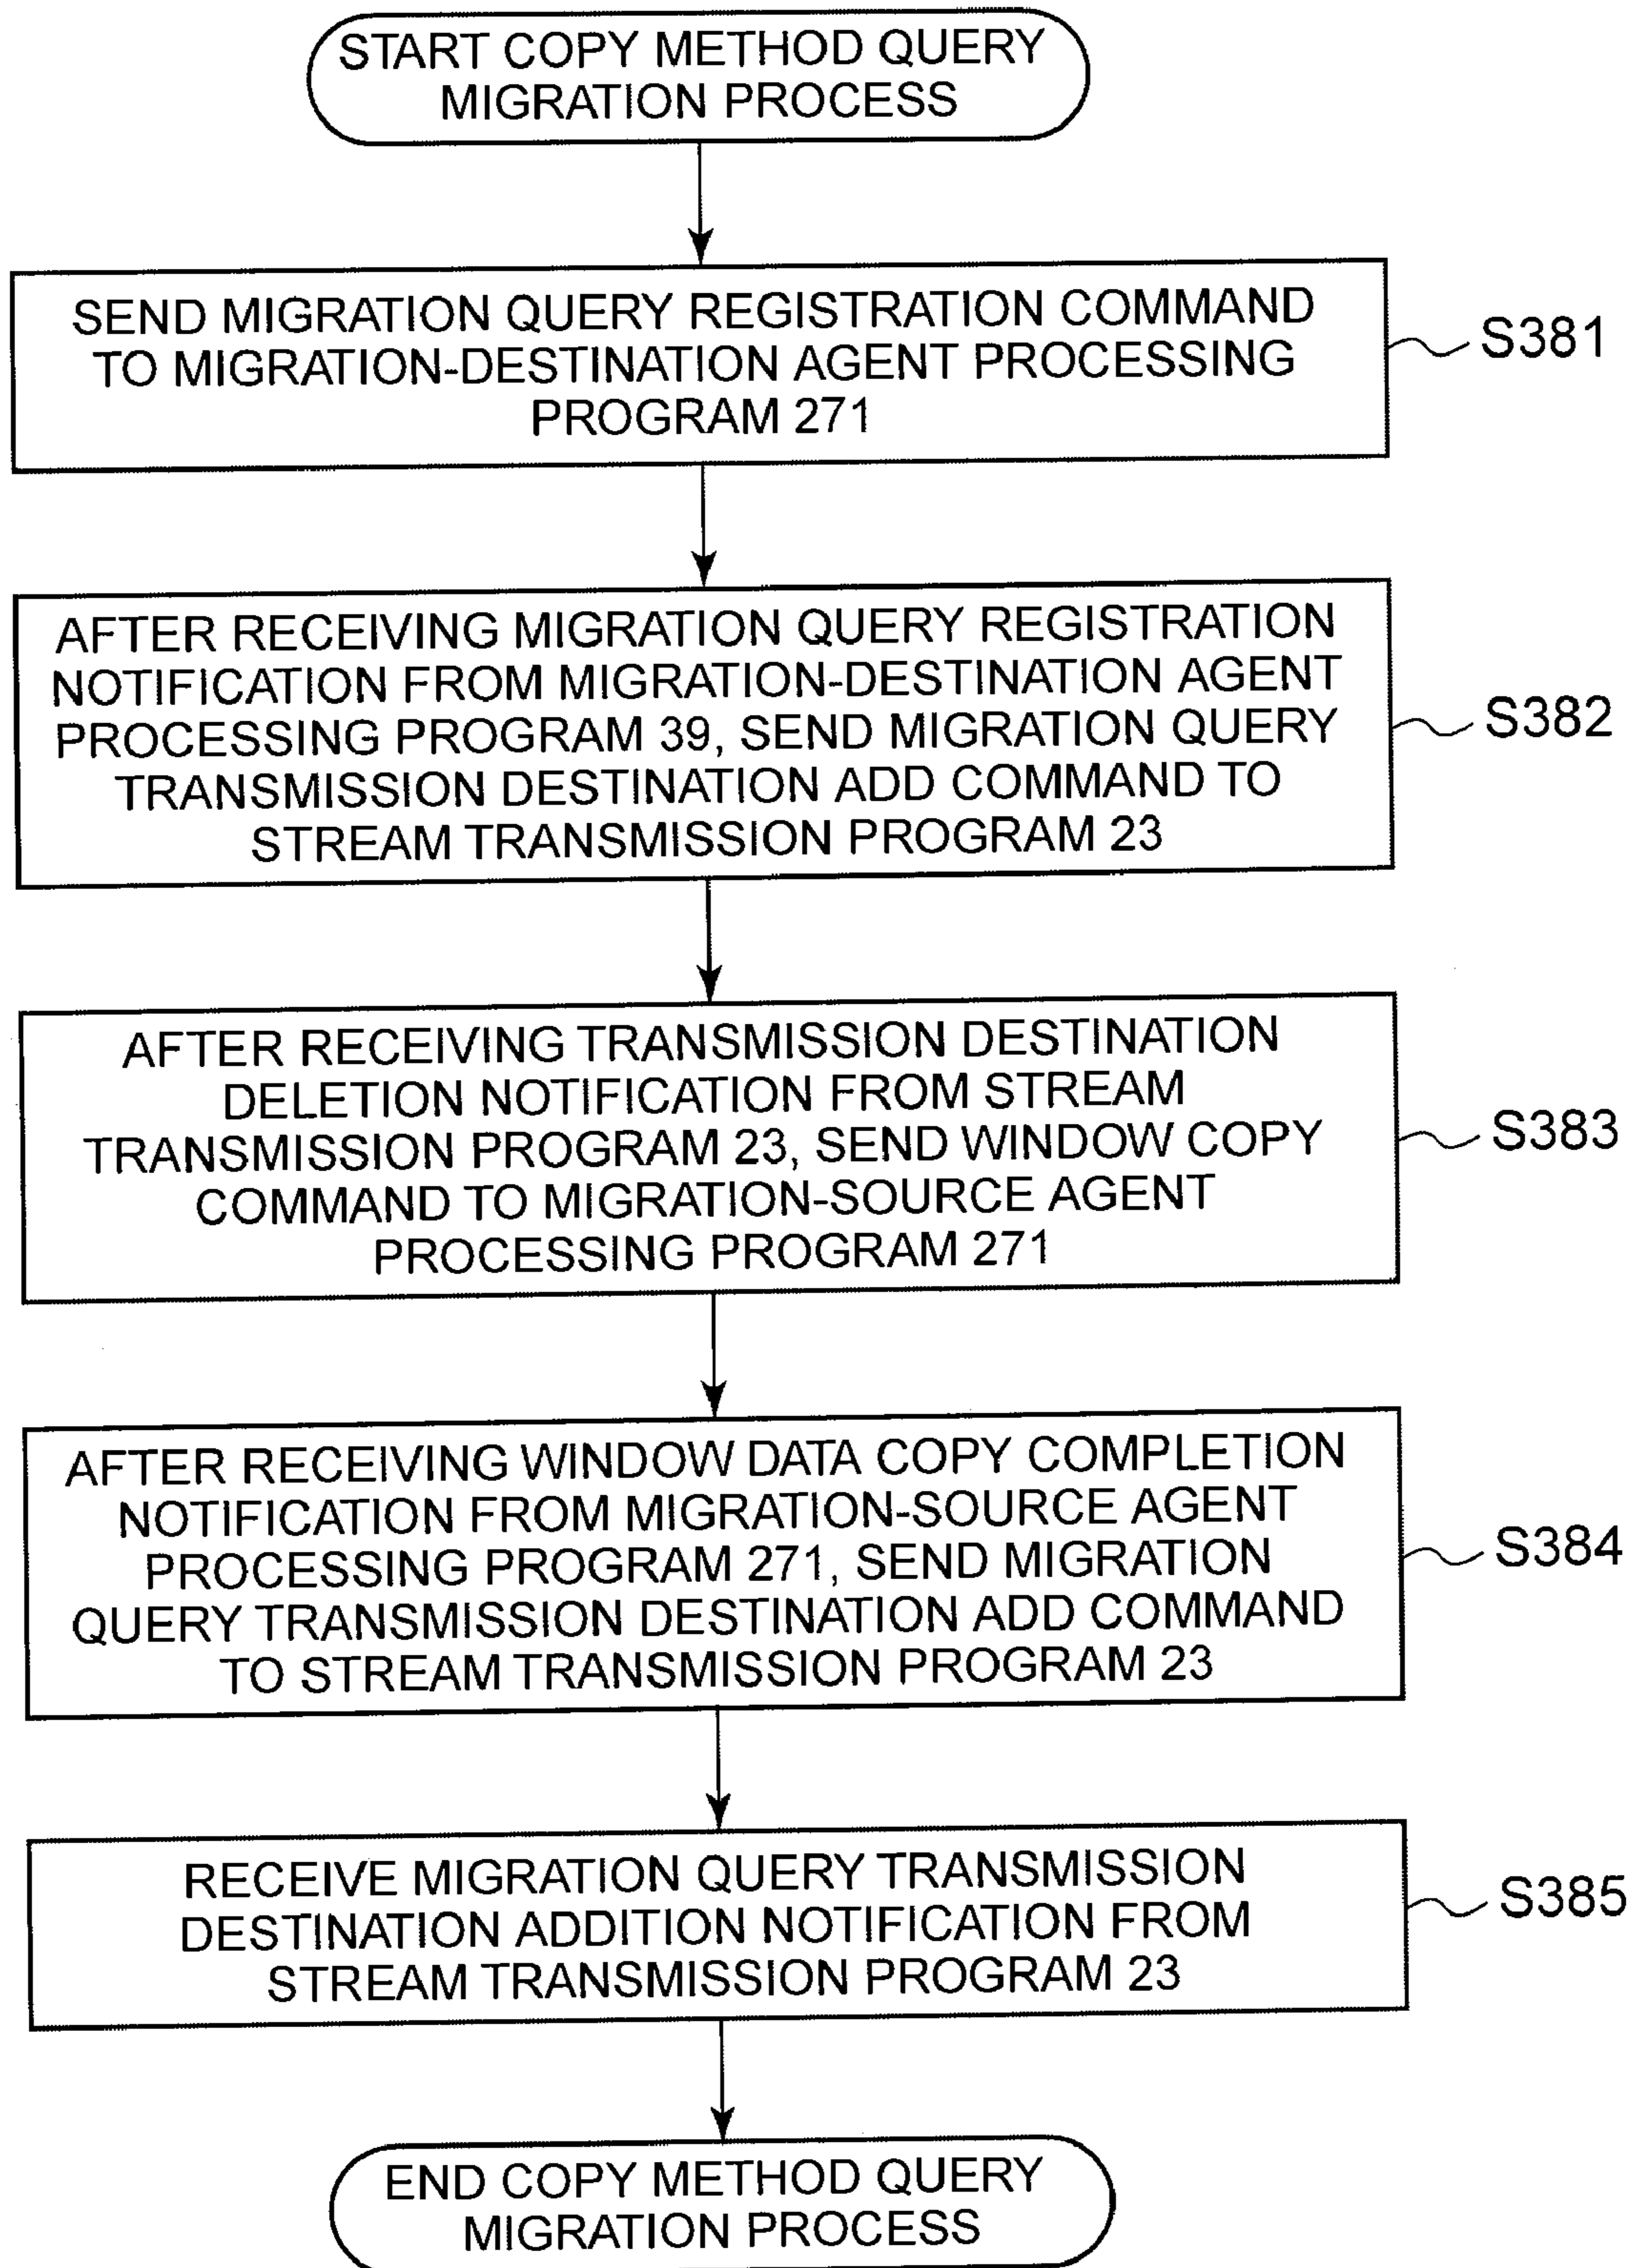 START COPY METHOD QUERY
MIGRATION PROCESS
SEND MIGRATION QUERY REGISTRATION COMMAND
TO MIGRATION-DESTINATION AGENT PROCESSING
PROGRAM 271
S381
AFTER RECEIVING MIGRATION QUERY REGISTRATION
NOTIFICATION FROM MIGRATION-DESTINATION AGENT
PROCESSING PROGRAM 39, SEND MIGRATION QUERY
TRANSMISSION DESTINATION ADD COMMAND TO
STREAM TRANSMISSION PROGRAM 23
S382
AFTER RECEIVING TRANSMISSION DESTINATION
DELETION NOTIFICATION FROM STREAM
TRANSMISSION PROGRAM 23, SEND WINDOW COPY
COMMAND TO MIGRATION-SOURCE AGENT
PROCESSING PROGRAM 271
S383
AFTER RECEIVING WINDOW DATA COPY COMPLETION
NOTIFICATION FROM MIGRATION-SOURCE AGENT
PROCESSING PROGRAM 271, SEND MIGRATION
QUERY TRANSMISSION DESTINATION ADD COMMAND
TO STREAM TRANSMISSION PROGRAM 23
S384
RECEIVE MIGRATION QUERY TRANSMISSION
DESTINATION ADDITION NOTIFICATION FROM
STREAM TRANSMISSION PROGRAM 23
S385
END COPY METHOD QUERY
MIGRATION PROCESS